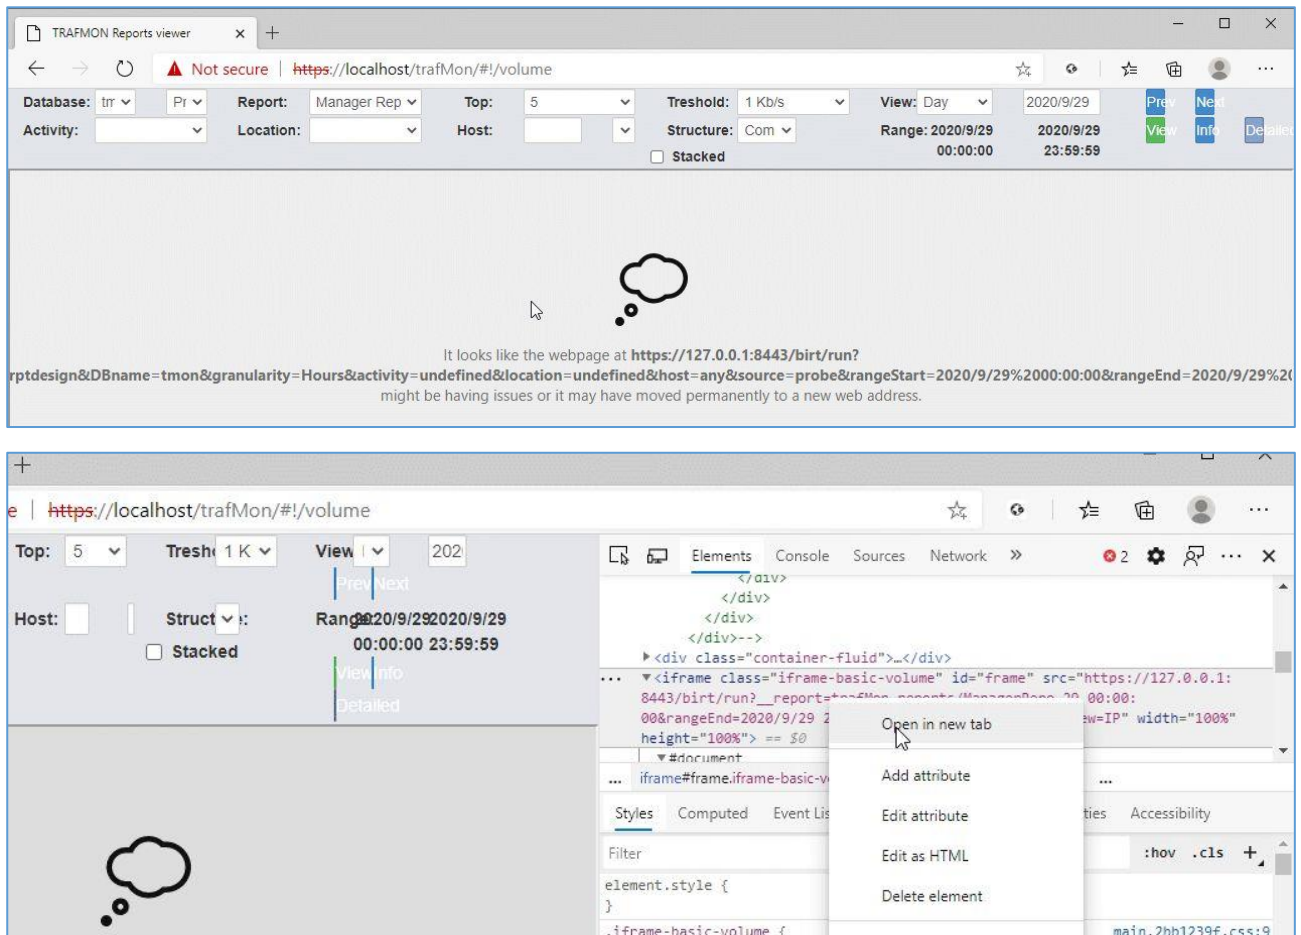 TRAFMON Reports viewer
Not secure | https://localhost/trafMon/#!/volume
Database: tm Pr Report: Manager Rep Top: 5 Treshold: 1 Kb/s View: Day 2020/9/29 Prev Next
Activity: Location: Host: Structure: Com Range: 2020/9/29 2020/9/29 View Info Detailed
Stacked 00:00:00 23:59:59
It looks like the webpage at https://127.0.0.1:8443/birt/run?
rptdesign&DBname=tmon&granularity=Hours&activity=undefined&location=undefined&host=any&source=probe&rangeStart=2020/9/29%2000:00:00&rangeEnd=2020/9/29%20
might be having issues or it may have moved permanently to a new web address.
e | https://localhost/trafMon/#!/volume
Top: 5 Tresh 1 K View 202
Prev Next
Host: Struct : Range: 2020/9/29 2020/9/29
Stacked 00:00:00 23:59:59
View Info
Detailed
Elements Console Sources Network » 2
</div>
</div>
</div>
</div>-->
<div class="container-fluid">…</div>
<iframe class="iframe-basic-volume" id="frame" src="https://127.0.0.1:
8443/birt/run?__report=trafMon_reports/ManagerRepo 29 00:00:
00&rangeEnd=2020/9/29 2 ew=IP" width="100%"
height="100%"> == $0
#document
... iframe#frame.iframe-basic-v ...
Open in new tab
Add attribute
Edit attribute
Edit as HTML
Delete element
Styles Computed Event Lis ties Accessibility
Filter :hov .cls +
element.style {
}
.iframe-basic-volume { main.2bb1239f.css:9